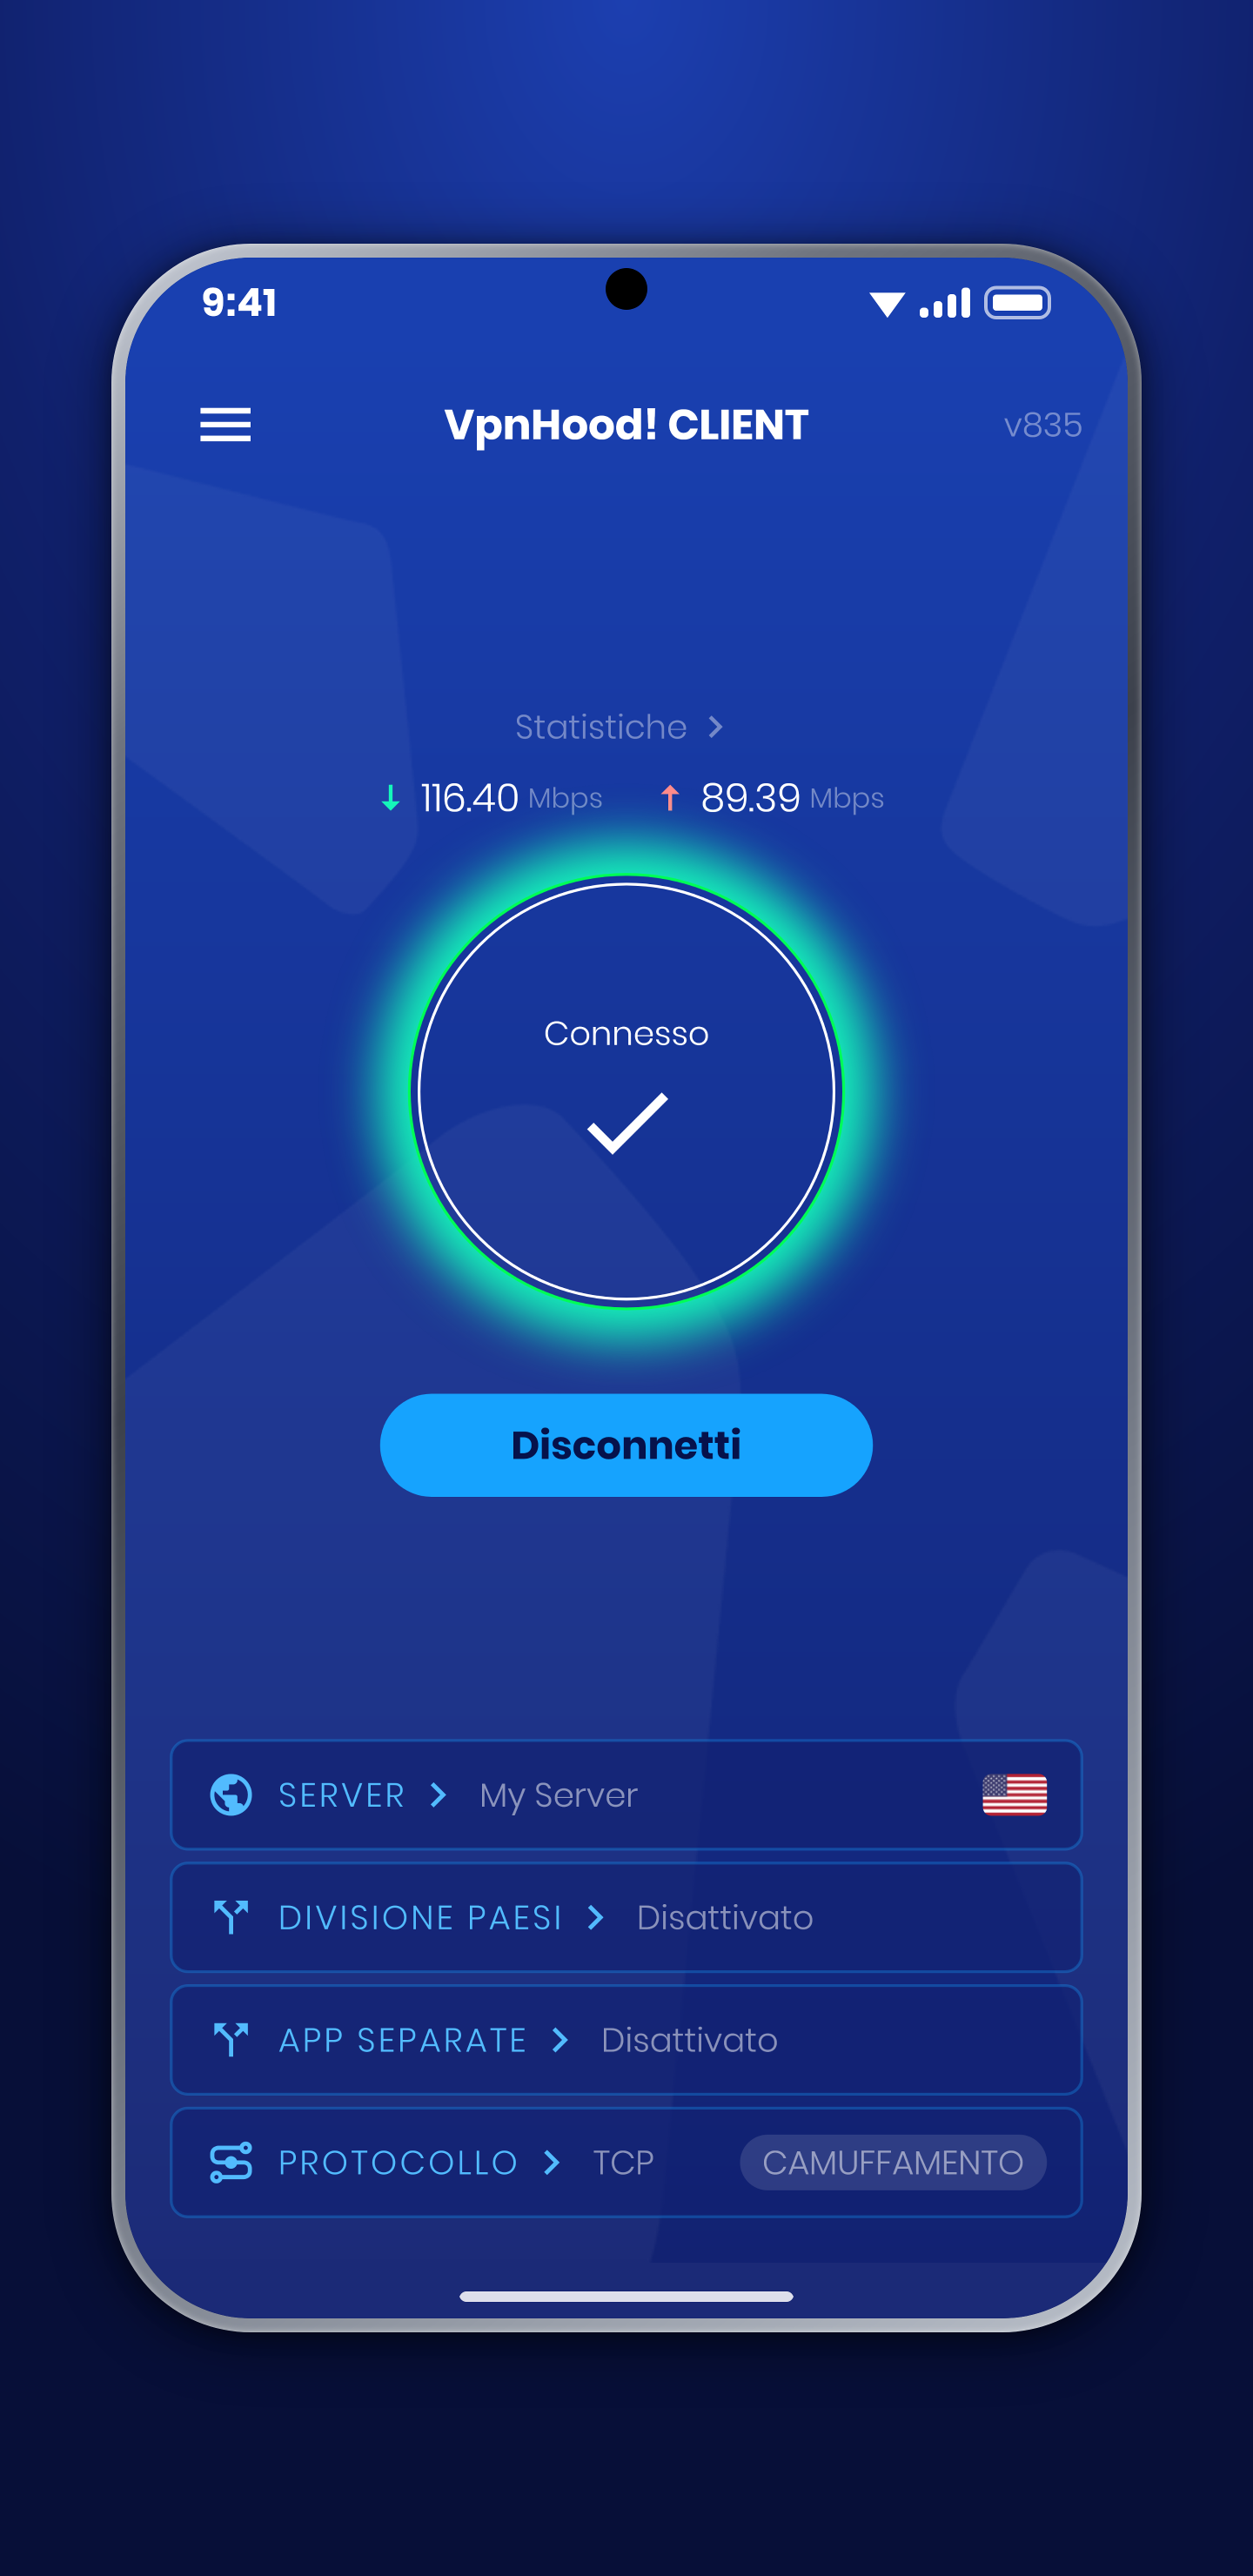 9:41
VpnHood! CLIENT v835
Statistiche
116.40 Mbps 89.39 Mbps
Connesso
Disconnetti
SERVER My Server
DIVISIONE PAESI Disattivato
APP SEPARATE Disattivato
PROTOCOLLO TCP CAMUFFAMENTO